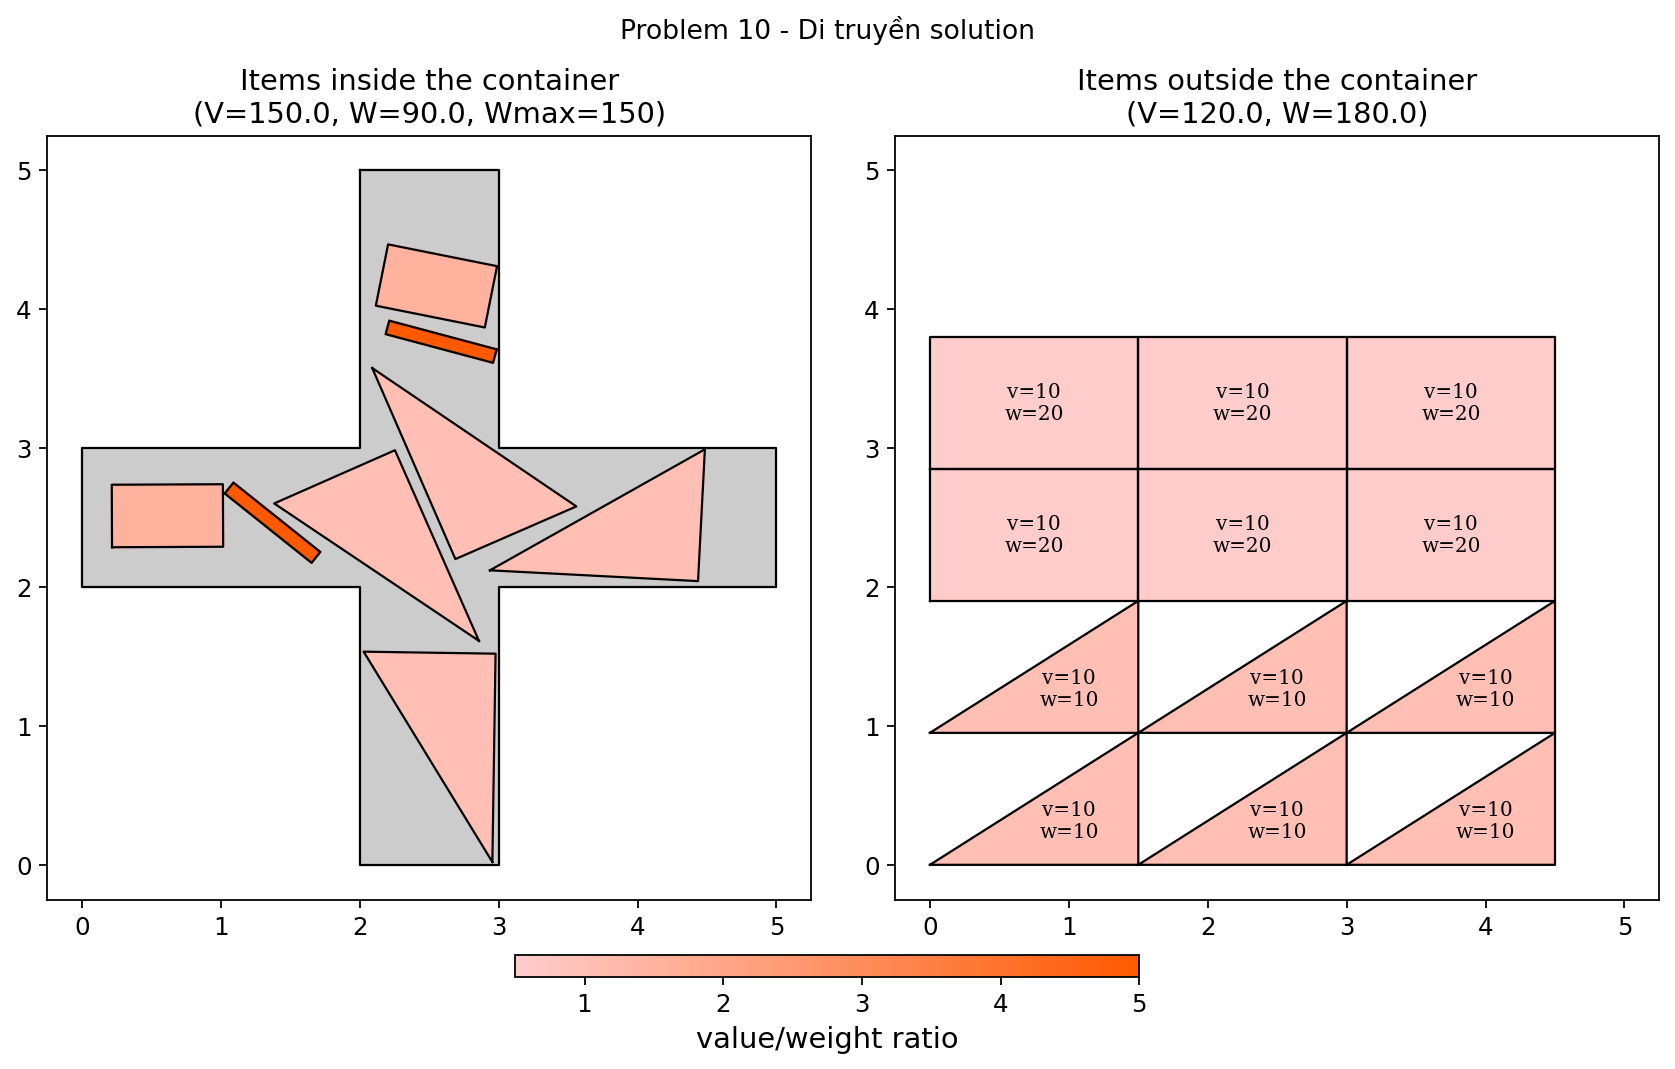 Problem 10 - Di truyền solution
Items inside the container
(V=150.0, W=90.0, Wmax=150)
Items outside the container
(V=120.0, W=180.0)
5
4
3
2
1
0
0 1 2 3 4 5
5
4
3
2
1
0
v=10 v=10 v=10
w=20 w=20 w=20
v=10 v=10 v=10
w=20 w=20 w=20
v=10 v=10 v=10
w=10 w=10 w=10
v=10 v=10 v=10
w=10 w=10 w=10
0 1 2 3 4 5
1 2 3 4 5
value/weight ratio